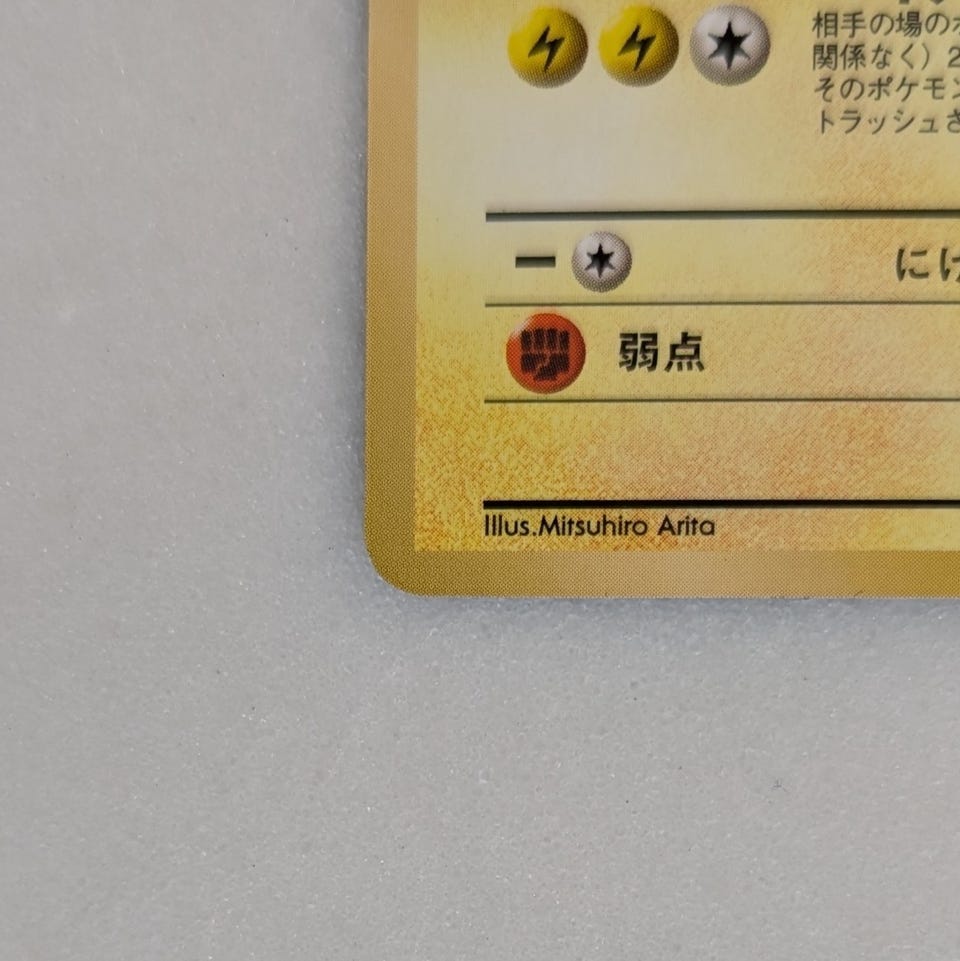 相手の場の
関係なく）2
そのポケモン
トラッシュさ
にげ
弱点
Illus.Mitsuhiro Arita